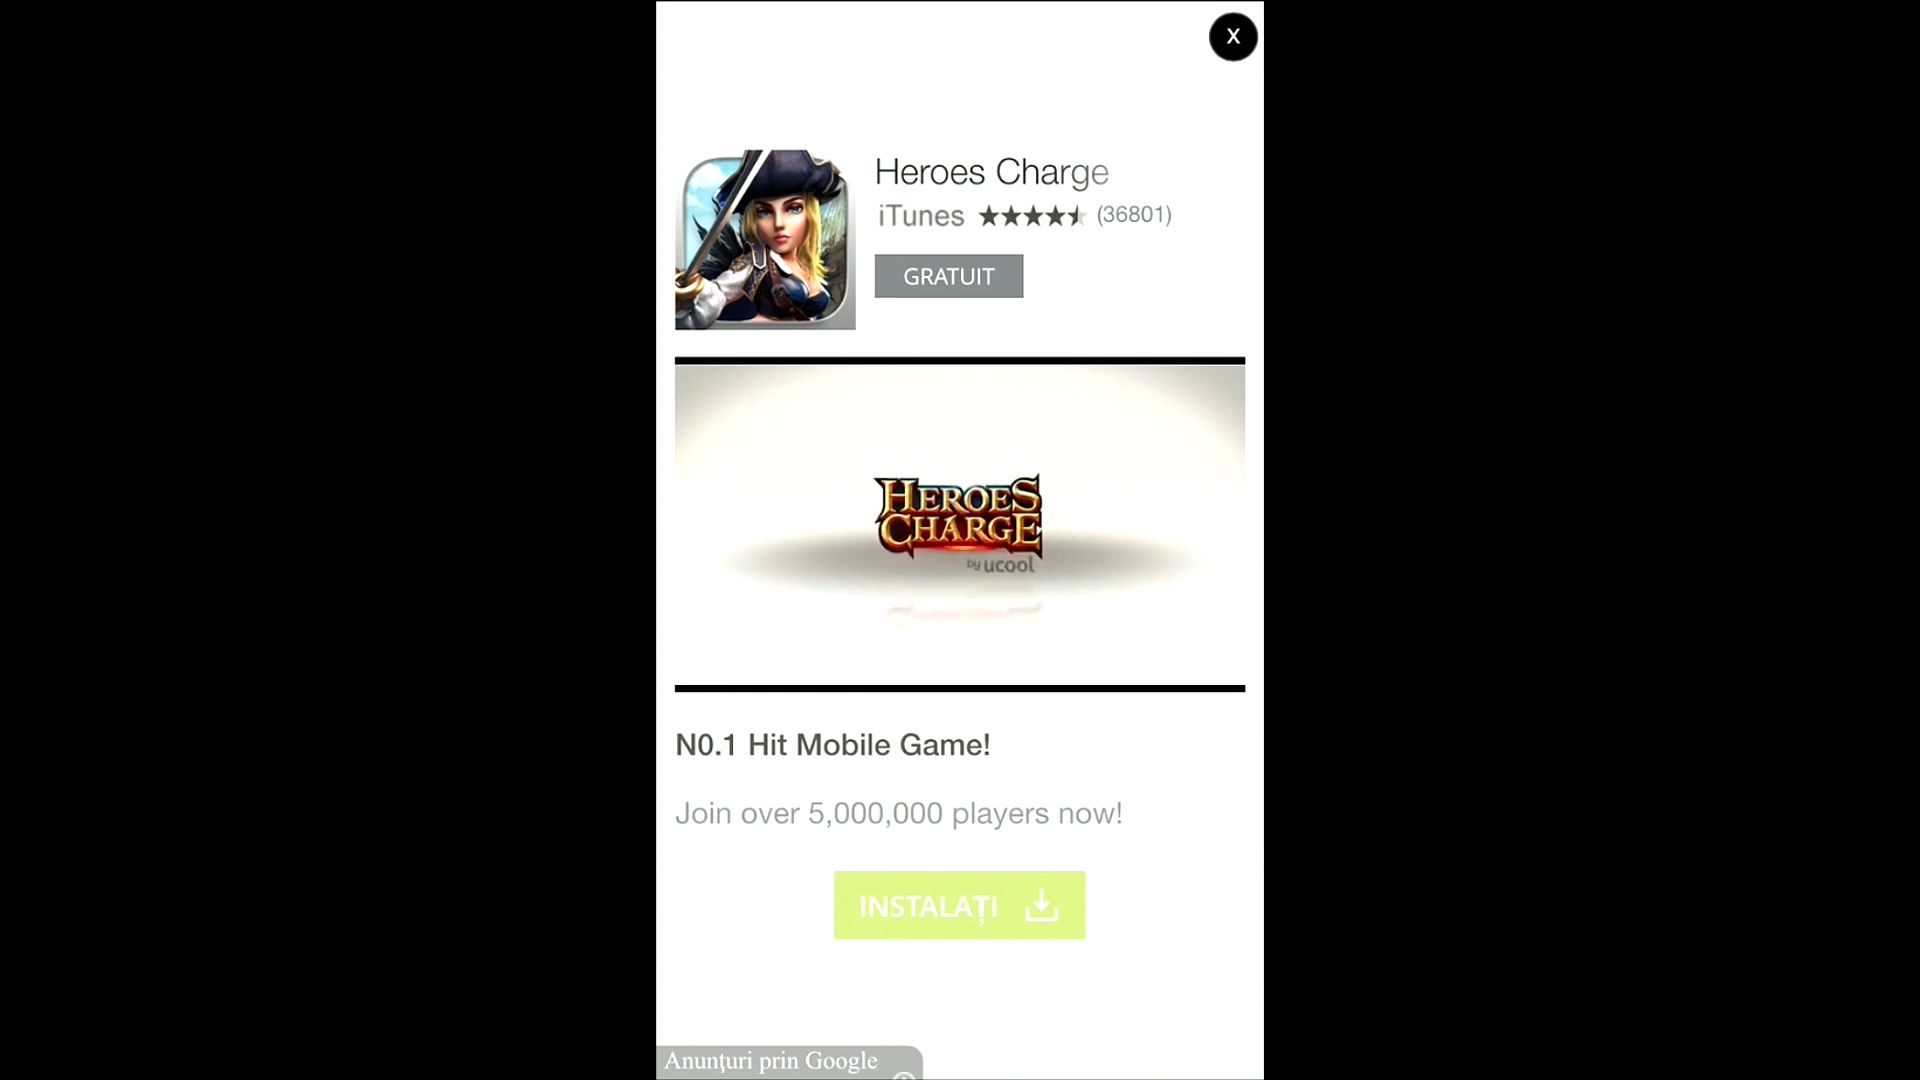 X
Heroes Charge
iTunes (36801)
GRATUIT
HEROES
CHARGE
by ucool
N0.1 Hit Mobile Game!
Join over 5,000,000 players now!
INSTALAȚI
Anunţuri prin Google